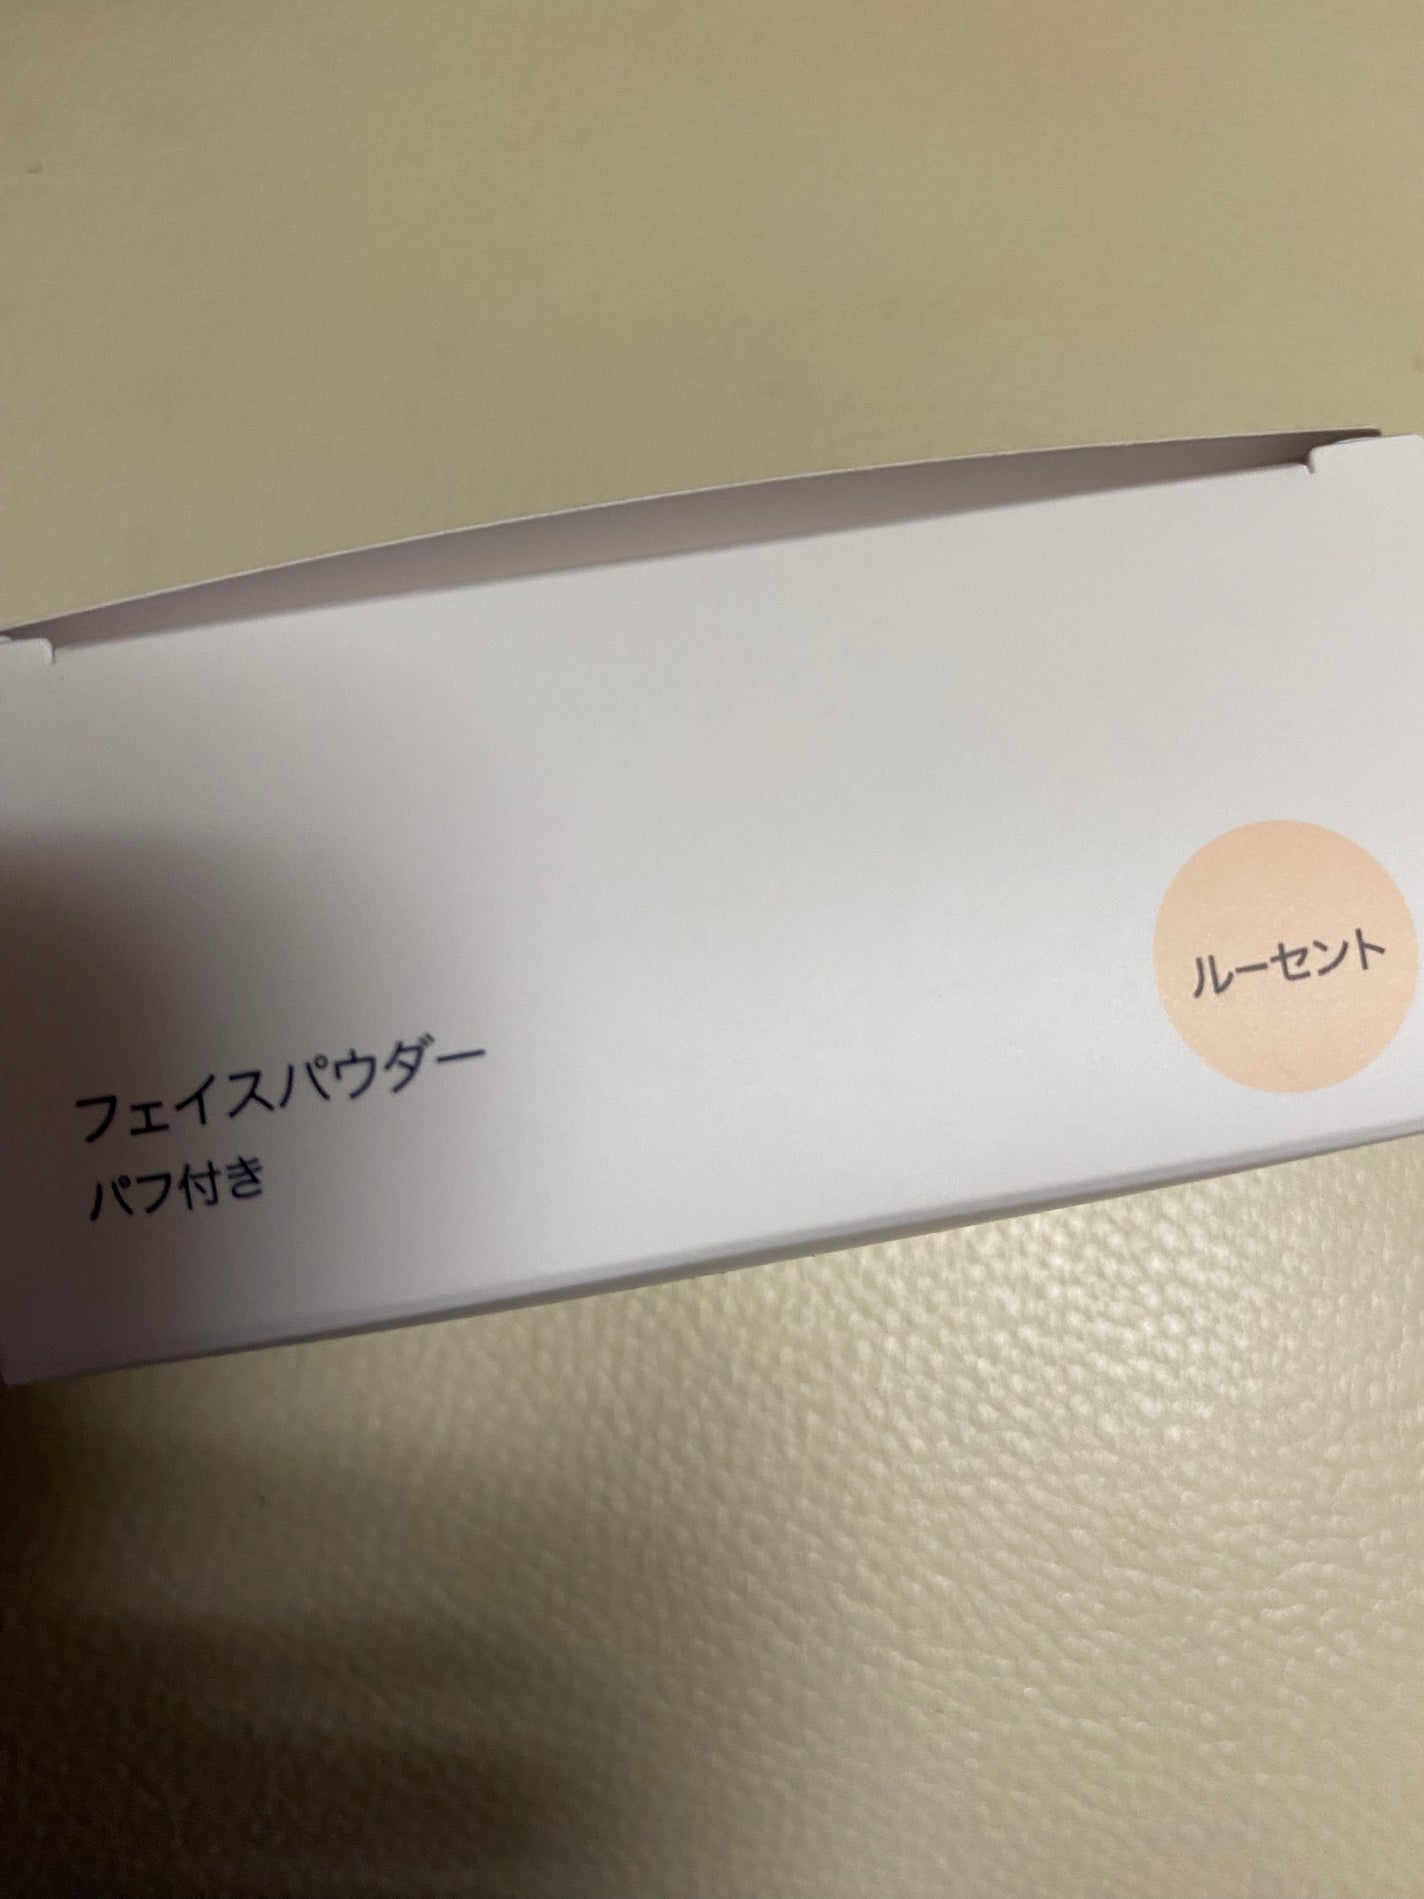 ルーセント
フェイスパウダー
パフ付き